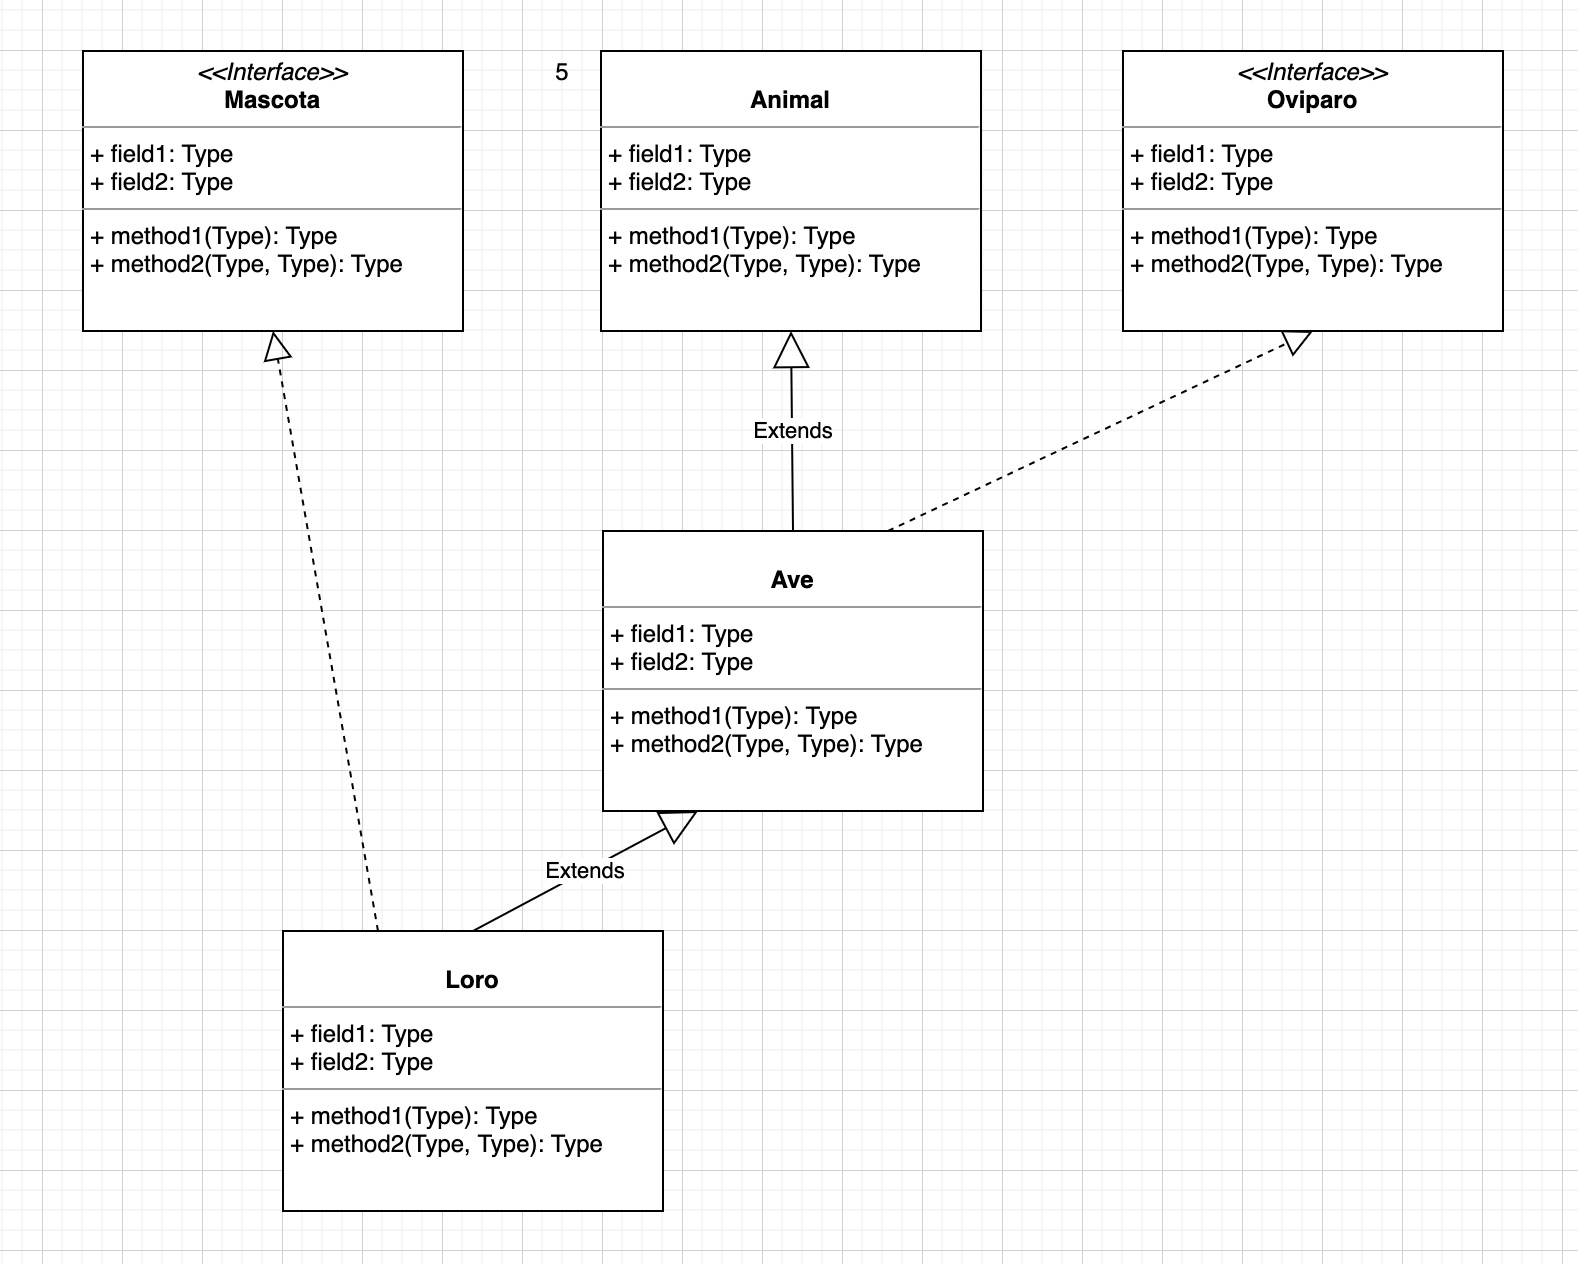 <<Interface>>
Mascota
+ field1: Type
+ field2: Type
+ method1(Type): Type
+ method2(Type, Type): Type
5
Animal
+ field1: Type
+ field2: Type
+ method1(Type): Type
+ method2(Type, Type): Type
<<Interface>>
Oviparo
+ field1: Type
+ field2: Type
+ method1(Type): Type
+ method2(Type, Type): Type
Extends
Ave
+ field1: Type
+ field2: Type
+ method1(Type): Type
+ method2(Type, Type): Type
Extends
Loro
+ field1: Type
+ field2: Type
+ method1(Type): Type
+ method2(Type, Type): Type